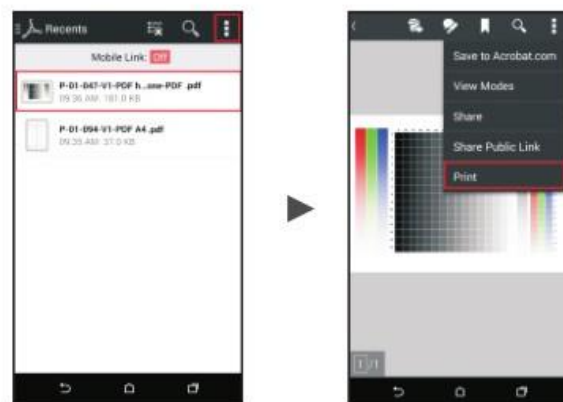 Recents
Mobile Link: Off
P-01-047-V1-PDF h...one-PDF .pdf
09:36 AM, 181.0 KB
P-01-094-V1-PDF A4 .pdf
09:35 AM, 37.0 KB
Save to Acrobat.com
View Modes
Share
Share Public Link
Print
1/1